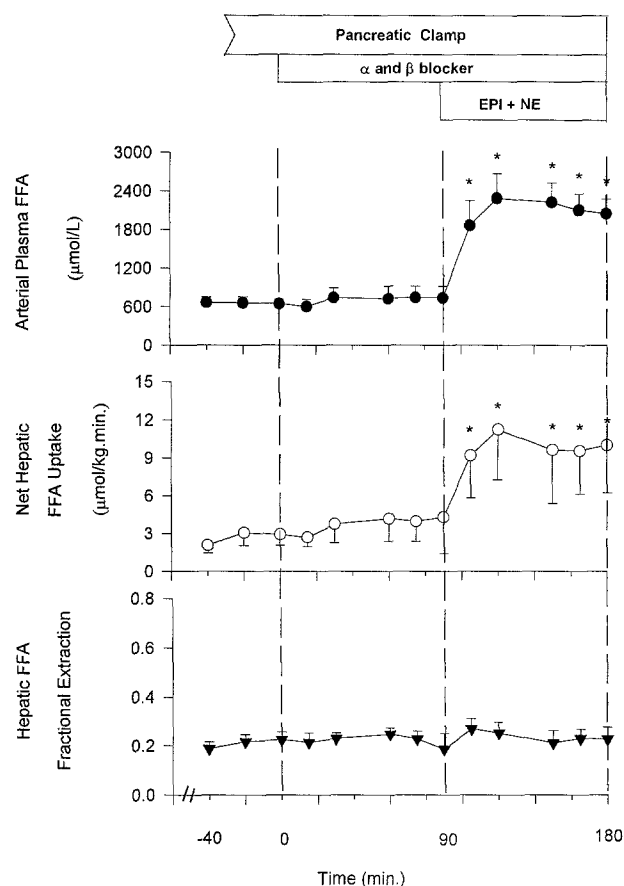 Pancreatic Clamp
α and β blocker
EPI + NE
Arterial Plasma FFA
(μmol/L)
3000
2400
1800
1200
600
0
* * * * *
Net Hepatic
FFA Uptake
(μmol/kg.min.)
15
12
9
6
3
0
* * * * *
Hepatic FFA
Fractional Extraction
0.8
0.6
0.4
0.2
0.0
-40 0 90 180
Time (min.)